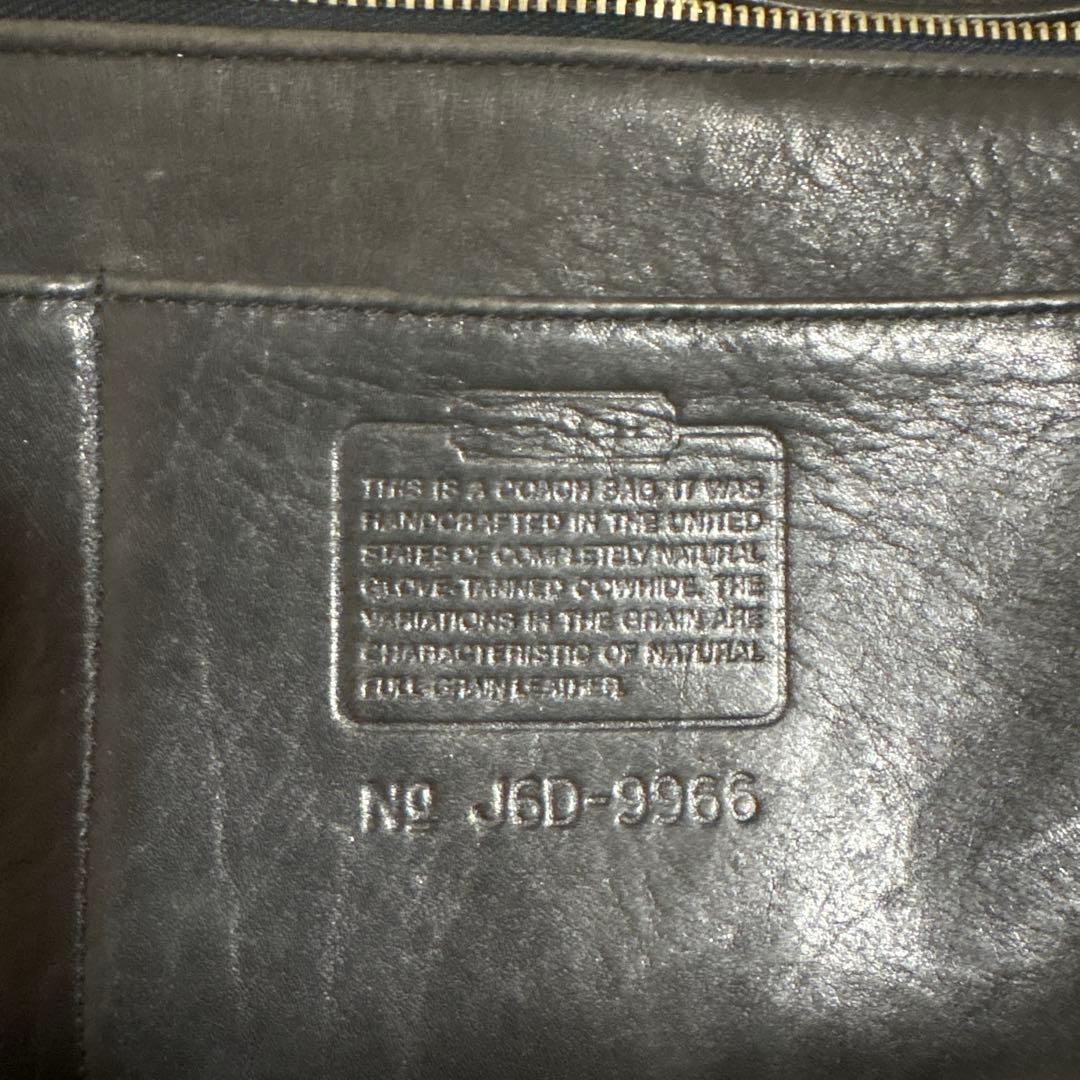 THIS IS A COACH BAG. IT WAS
HANDCRAFTED IN THE UNITED
STATES OF COMPLETELY NATURAL
GLOVE-TANNED COWHIDE. THE
VARIATIONS IN THE GRAIN ARE
CHARACTERISTIC OF NATURAL
FULL GRAIN LEATHER.
Nº J6D-9966